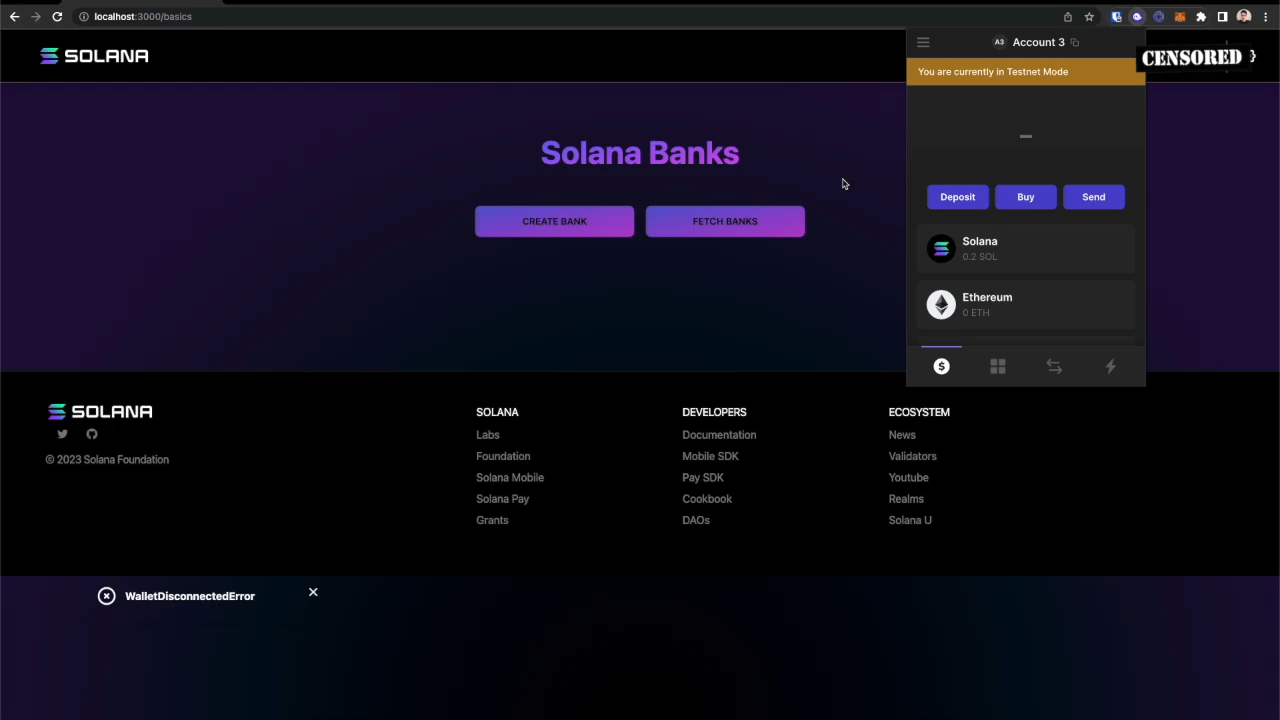 localhost:3000/basics
SOLANA
A3 Account 3
CENSORED }
You are currently in Testnet Mode
Solana Banks
CREATE BANK
FETCH BANKS
Deposit
Buy
Send
Solana
0.2 SOL
Ethereum
0 ETH
SOLANA
© 2023 Solana Foundation
SOLANA
Labs
Foundation
Solana Mobile
Solana Pay
Grants
DEVELOPERS
Documentation
Mobile SDK
Pay SDK
Cookbook
DAOs
ECOSYSTEM
News
Validators
Youtube
Realms
Solana U
WalletDisconnectedError